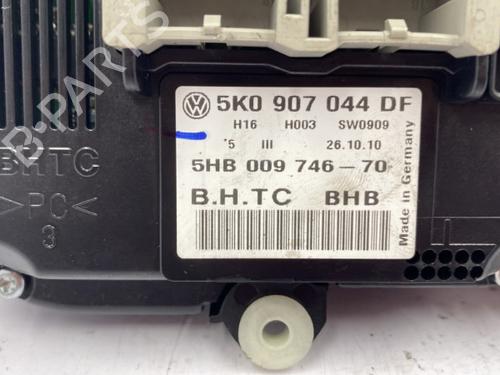 VW
5K0 907 044 DF
H16 H003 SW0909
5 III 26.10.10
5HB 009 746-70
B.H.TC BHB
Made in Germany
BHTC
>PC<
3
B-PARTS